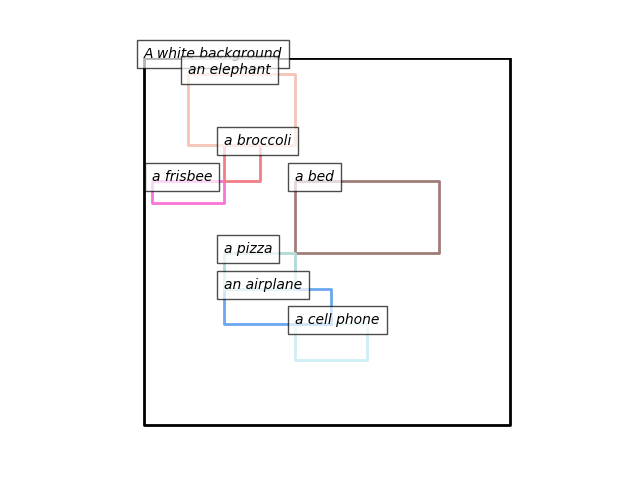 A white background
an elephant
a broccoli
a frisbee
a bed
a pizza
an airplane
a cell phone